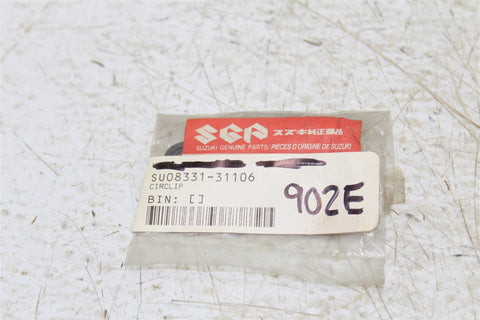 SGP スズキ純正部品
SUZUKI GENUINE PARTS/PIECES D'ORIGINE DE SUZUKI
SU08331-31106
CIRCLIP
BIN: []
902E